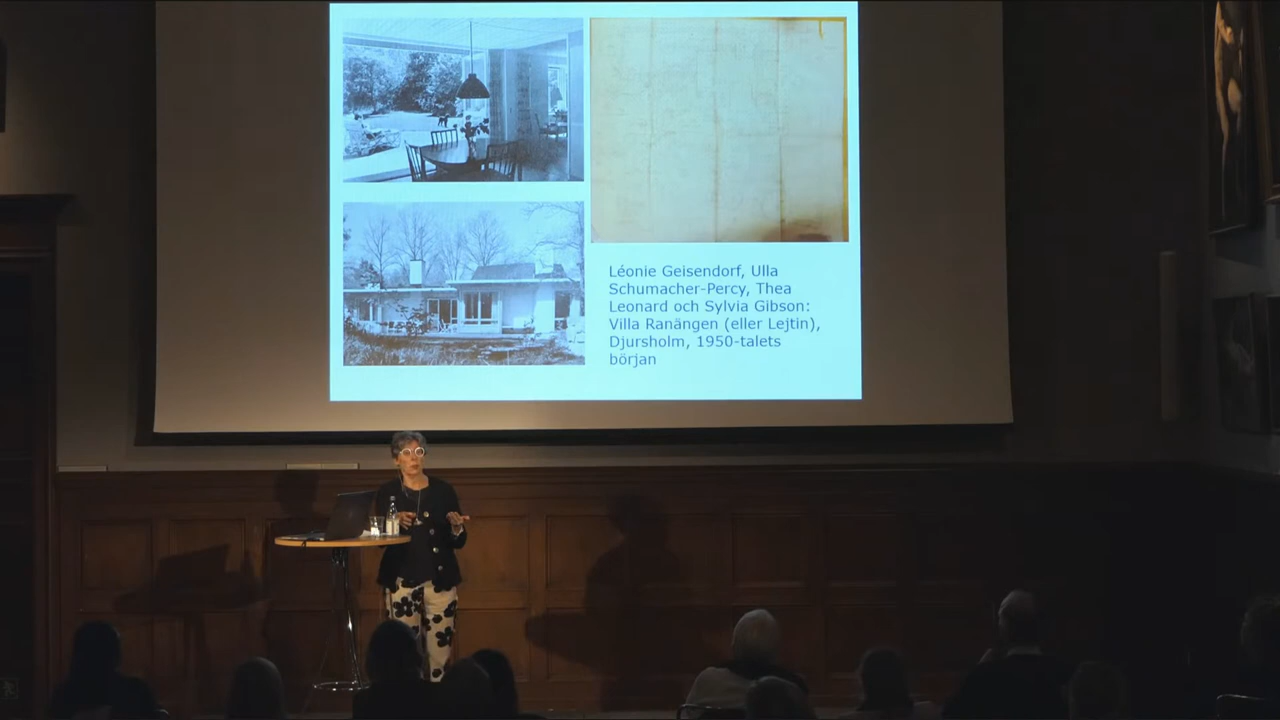 Léonie Geisendorf, Ulla
Schumacher-Percy, Thea
Leonard och Sylvia Gibson:
Villa Ranängen (eller Lejtin),
Djursholm, 1950-talets
början